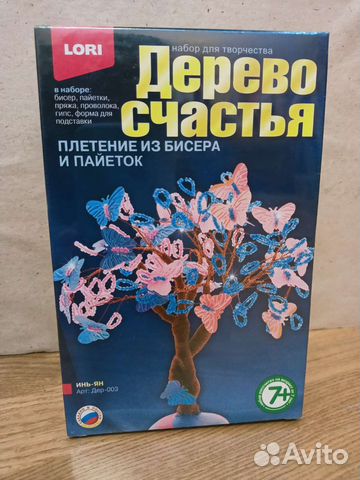 LORI
набор для творчества
Дерево
счастья
в наборе:
бисер, пайетки,
пряжа, проволока,
гипс, форма для
подставки
ПЛЕТЕНИЕ ИЗ БИСЕРА
И ПАЙЕТОК
ИНЬ-ЯН
Арт: Дер-003
7+
Avito